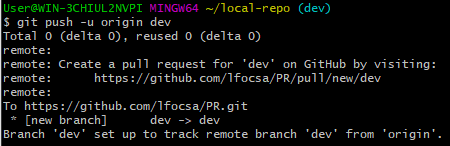 User@WIN-3CHIUL2NVPI MINGW64 ~/local-repo (dev)
$ git push -u origin dev
Total 0 (delta 0), reused 0 (delta 0)
remote:
remote: Create a pull request for 'dev' on GitHub by visiting:
remote:      https://github.com/lfocsa/PR/pull/new/dev
remote:
To https://github.com/lfocsa/PR.git
 * [new branch]      dev -> dev
Branch 'dev' set up to track remote branch 'dev' from 'origin'.